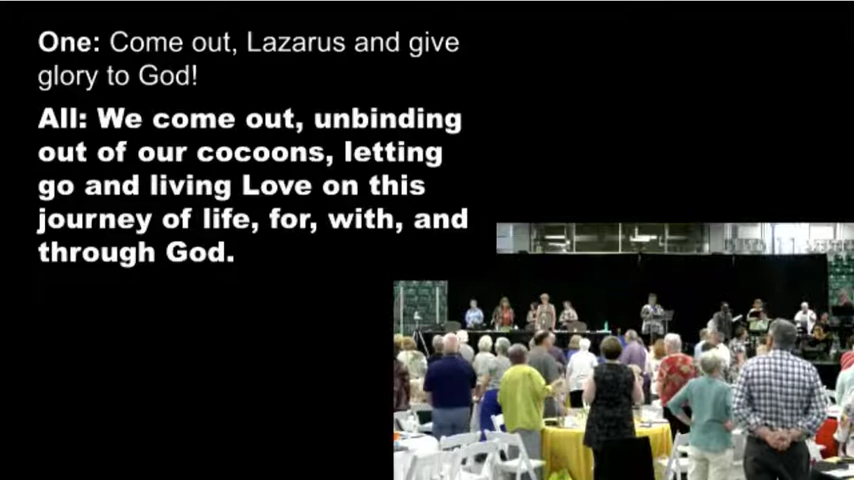 One: Come out, Lazarus and give
glory to God!
All: We come out, unbinding
out of our cocoons, letting
go and living Love on this
journey of life, for, with, and
through God.